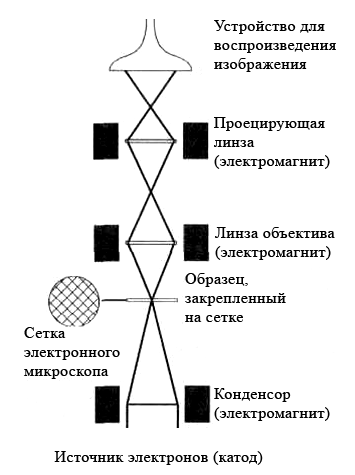 Устройство для
воспроизведения
изображения
Проецирующая
линза
(электромагнит)
Линза объектива
(электромагнит)
Образец,
закрепленный
на сетке
Сетка
электронного
микроскопа
Конденсор
(электромагнит)
Источник электронов (катод)